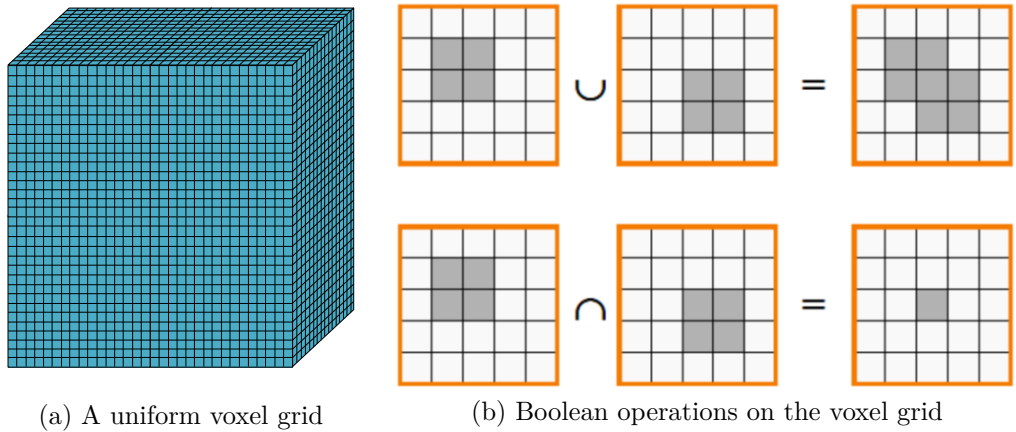 ∪ =
∩ =
(a) A uniform voxel grid
(b) Boolean operations on the voxel grid